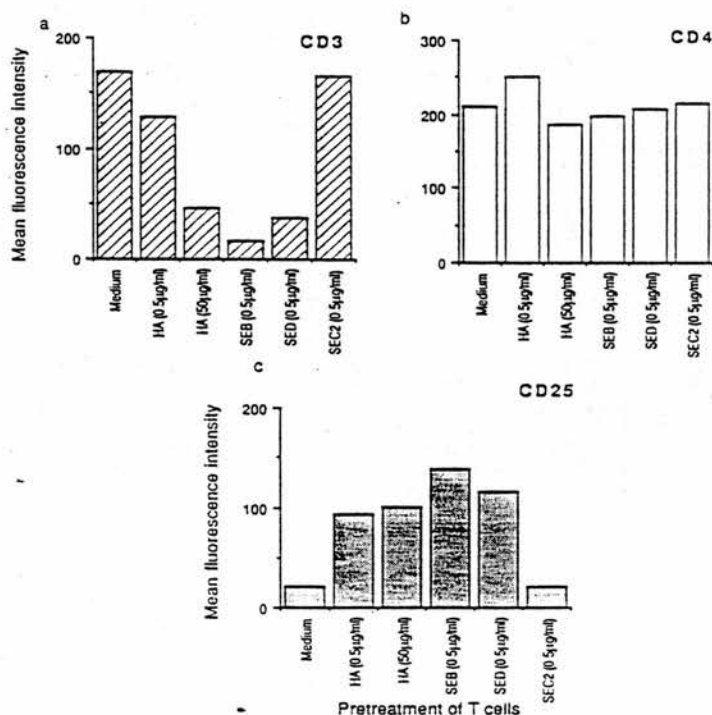 a
CD3
Mean fluorescence intensity
200
100
0
Medium
HA (0 5µg/ml)
HA (50µg/ml)
SEB (0 5µg/ml)
SED (0 5µg/ml)
SEC2 (0 5µg/ml)
b
CD4
300
200
100
0
Medium
HA (0 5µg/ml)
HA (50µg/ml)
SEB (0 5µg/ml)
SED (0 5µg/ml)
SEC2 (0 5µg/ml)
c
CD25
Mean fluorescence intensity
200
100
0
Medium
HA (0 5µg/ml)
HA (50µg/ml)
SEB (0 5µg/ml)
SED (0 5µg/ml)
SEC2 (0 5µg/ml)
Pretreatment of T cells